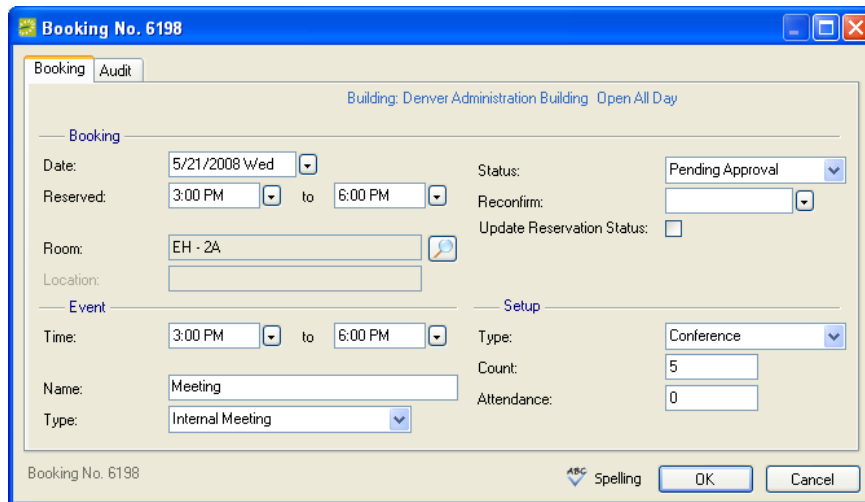 Booking No. 6198
Booking Audit
Building: Denver Administration Building Open All Day
Booking
Date: 5/21/2008 Wed
Reserved: 3:00 PM to 6:00 PM
Room: EH - 2A
Location:
Status: Pending Approval
Reconfirm:
Update Reservation Status:
Event
Time: 3:00 PM to 6:00 PM
Name: Meeting
Type: Internal Meeting
Setup
Type: Conference
Count: 5
Attendance: 0
Booking No. 6198
ABC Spelling OK Cancel